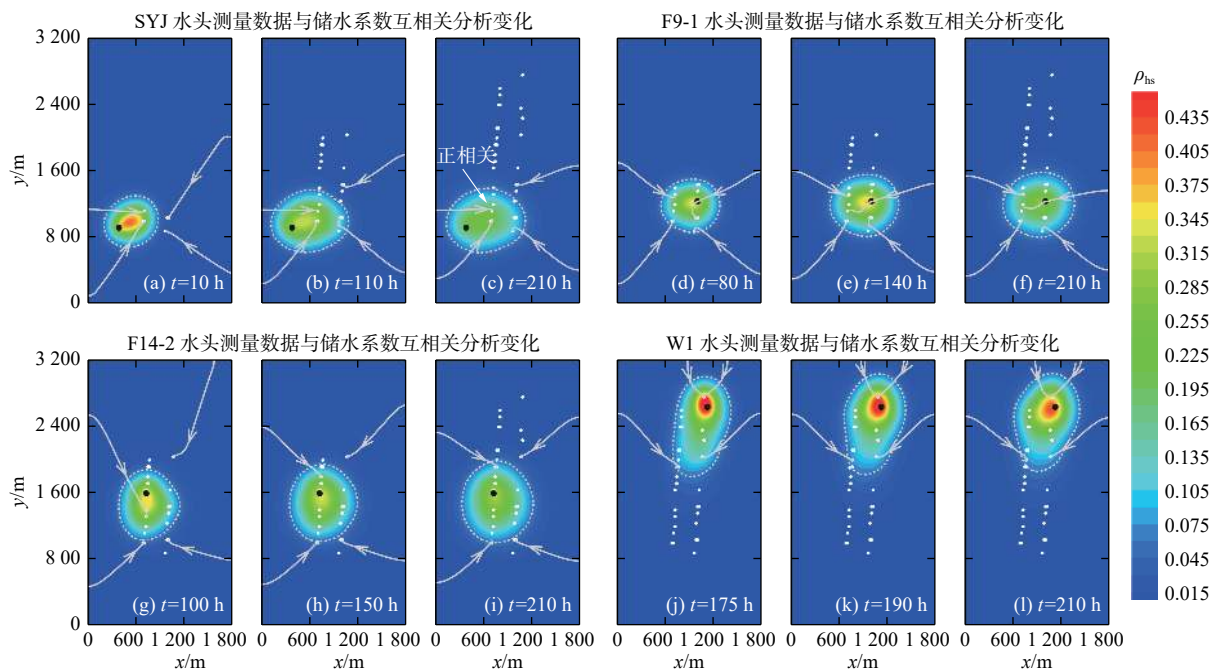 SYJ 水头测量数据与储水系数互相关分析变化
F9-1 水头测量数据与储水系数互相关分析变化
3 200
2 400
1 600
8 00
0
y/m
正相关
(a) t=10 h
(b) t=110 h
(c) t=210 h
(d) t=80 h
(e) t=140 h
(f) t=210 h
F14-2 水头测量数据与储水系数互相关分析变化
W1 水头测量数据与储水系数互相关分析变化
3 200
2 400
1 600
8 00
0
y/m
(g) t=100 h
(h) t=150 h
(i) t=210 h
(j) t=175 h
(k) t=190 h
(l) t=210 h
0 600 1 200 1 800
0 600 1 200 1 800
0 600 1 200 1 800
0 600 1 200 1 800
0 600 1 200 1 800
0 600 1 200 1 800
x/m
x/m
x/m
x/m
x/m
x/m
ρhs
0.435
0.405
0.375
0.345
0.315
0.285
0.255
0.225
0.195
0.165
0.135
0.105
0.075
0.045
0.015